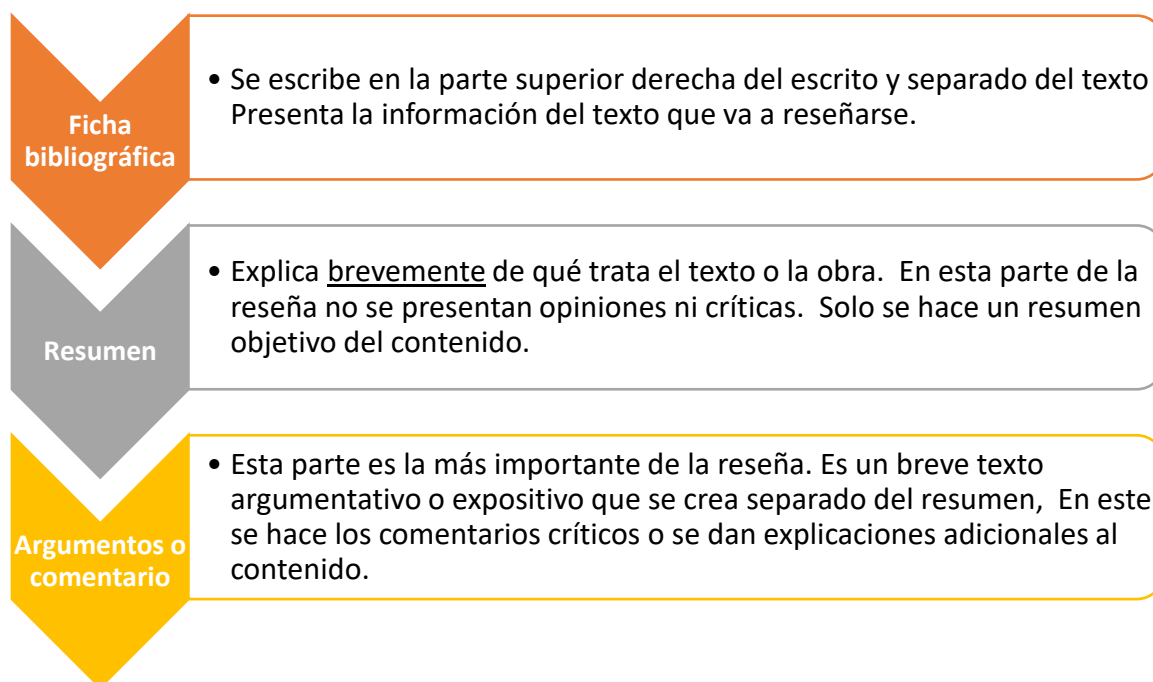 Ficha
bibliográfica
• Se escribe en la parte superior derecha del escrito y separado del texto
Presenta la información del texto que va a reseñarse.
Resumen
• Explica brevemente de qué trata el texto o la obra.  En esta parte de la
reseña no se presentan opiniones ni críticas.  Solo se hace un resumen
objetivo del contenido.
Argumentos o
comentario
• Esta parte es la más importante de la reseña. Es un breve texto
argumentativo o expositivo que se crea separado del resumen,  En este
se hace los comentarios críticos o se dan explicaciones adicionales al
contenido.